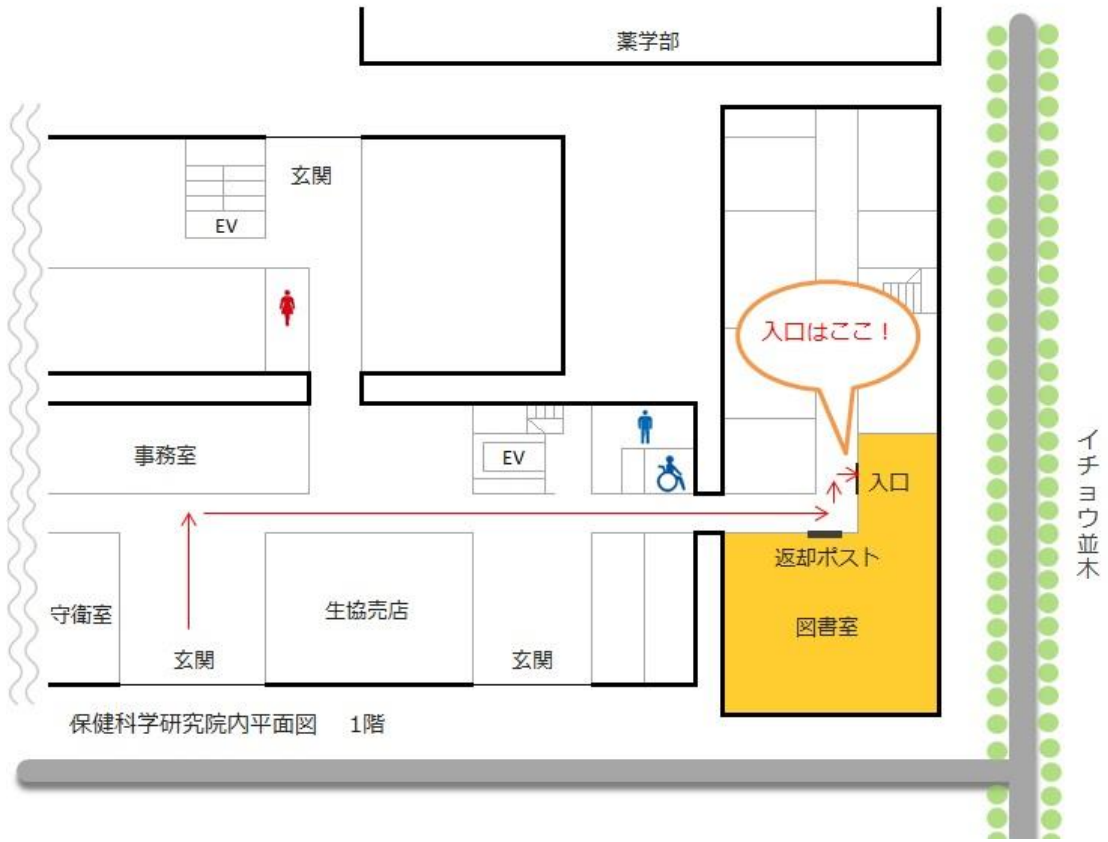 薬学部
玄関
EV
入口はここ！
事務室
EV
入口
返却ポスト
守衛室
生協売店
図書室
玄関
玄関
保健科学研究院内平面図　1階
イチョウ並木